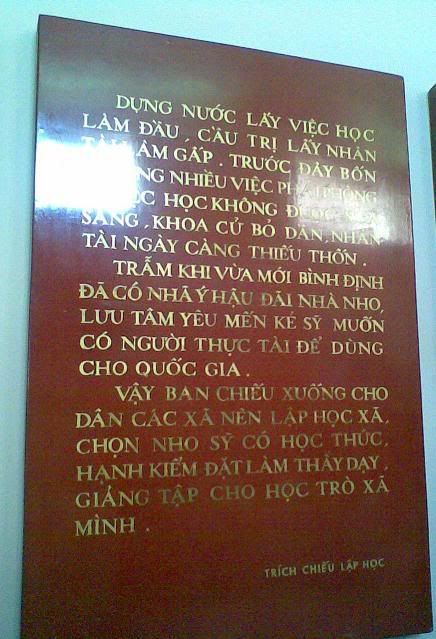 DỰNG NƯỚC LẤY VIỆC HỌC
LÀM ĐẦU, CẦU TRỊ LẤY NHÂN
TÀI LÀM GẤP. TRƯỚC ĐÂY BỐN
NHIỀU VIỆC PHẢI PHÒNG
HỌC KHÔNG ĐƯỢC SỬA
SANG, KHOA CỬ BỎ DẦN, NHÂN
TÀI NGÀY CÀNG THIẾU THỐN.
TRẪM KHI VỪA MỚI BÌNH ĐỊNH
ĐÃ CÓ NHÃ Ý HẬU ĐÃI NHÀ NHO,
LƯU TÂM YÊU MẾN KẺ SỸ MUỐN
CÓ NGƯỜI THỰC TÀI ĐỂ DÙNG
CHO QUỐC GIA.
VẬY BAN CHIẾU XUỐNG CHO
DÂN CÁC XÃ NÊN LẬP HỌC XÃ,
CHỌN NHO SỸ CÓ HỌC THỨC,
HẠNH KIỂM ĐẶT LÀM THẦY DẠY,
GIẢNG TẬP CHO HỌC TRÒ XÃ
MÌNH.
TRÍCH CHIẾU LẬP HỌC